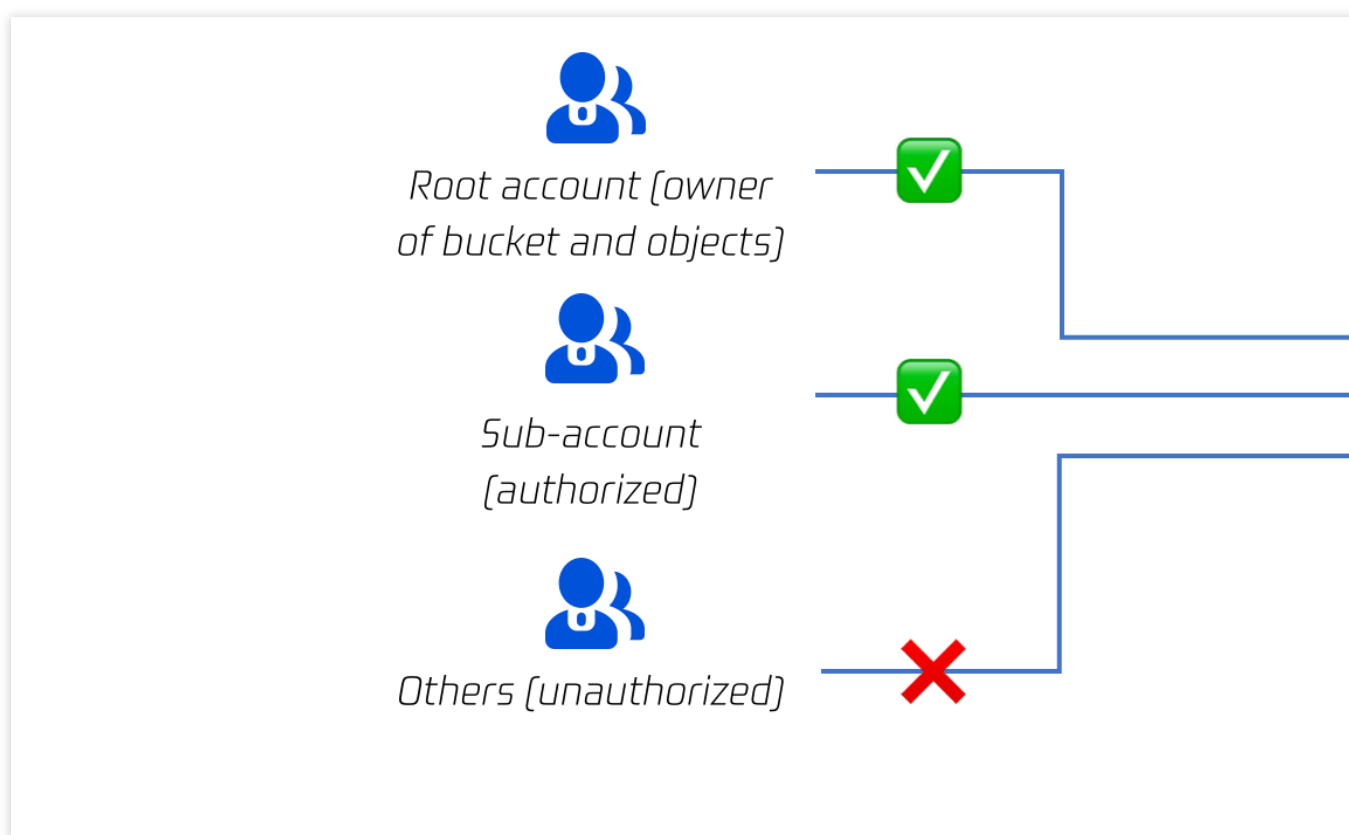 Root account (owner
of bucket and objects)
Sub-account
(authorized)
Others (unauthorized)